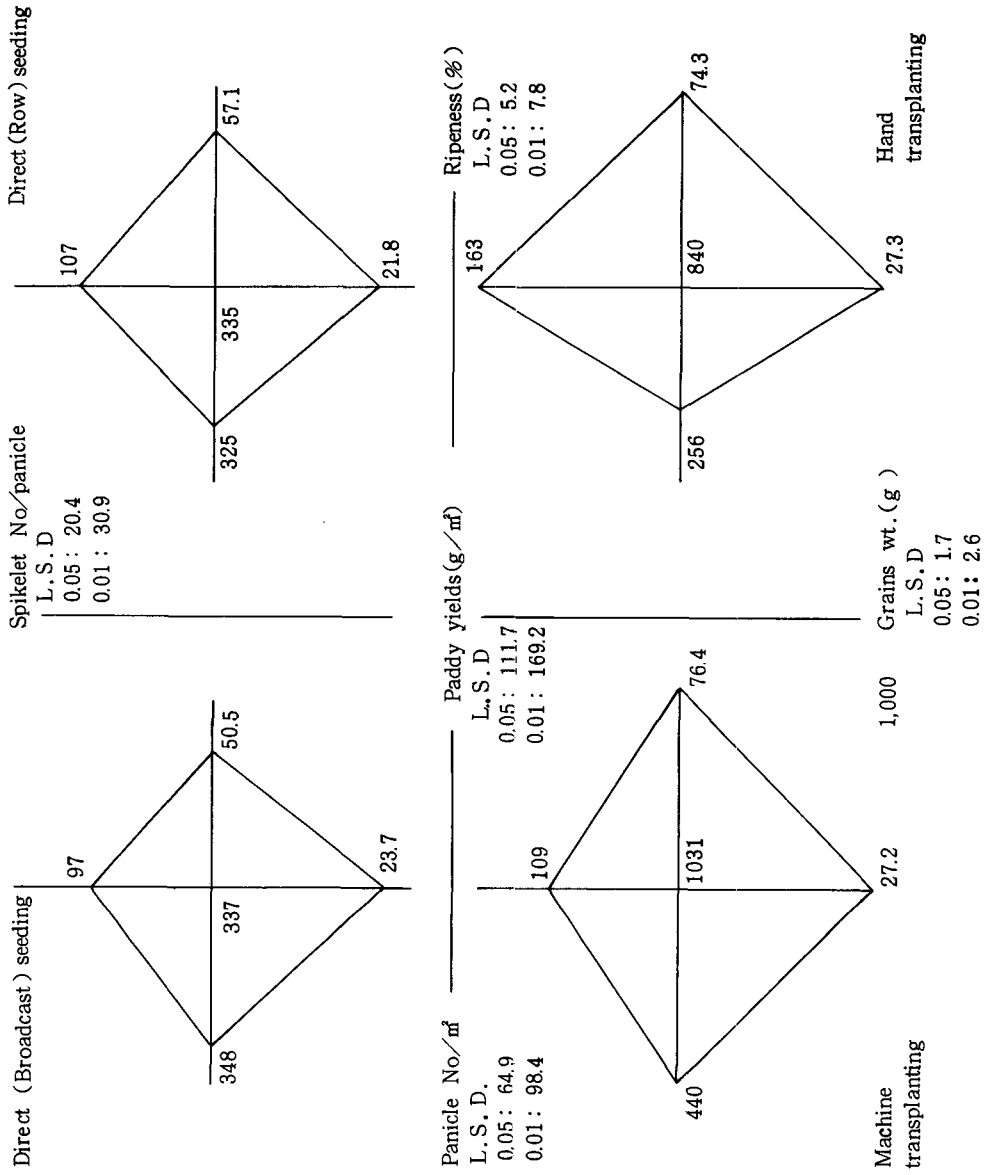 Direct (Broadcast) seeding
97
50.5
337
348
23.7
Spikelet No/panicle
L.S.D
0.05 : 20.4
0.01 : 30.9
Direct (Row) seeding
107
57.1
335
325
21.8
Panicle No/㎡
L.S.D.
0.05 : 64.9
0.01 : 98.4
Paddy yields(g/㎡)
L.S.D
0.05 : 111.7
0.01 : 169.2
Ripeness(%)
L.S.D
0.05 : 5.2
0.01 : 7.8
109
76.4
1031
440
27.2
Machine
transplanting
1,000 Grains wt.(g)
L.S.D
0.05 : 1.7
0.01 : 2.6
163
74.3
840
256
27.3
Hand
transplanting